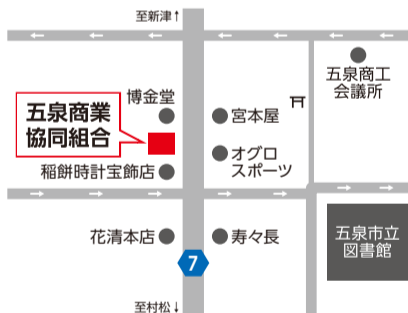 至新津↑
五泉商工
会議所
博金堂
宮本屋
五泉商業
協同組合
オグロ
スポーツ
稲餅時計宝飾店
花清本店
寿々長
五泉市立
図書館
7
至村松↓